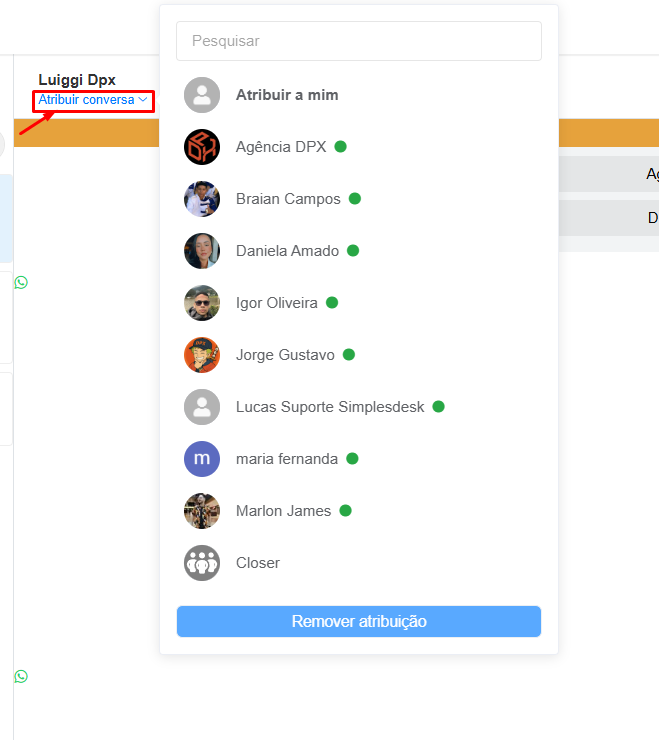 Luiggi Dpx
Atribuir conversa
Pesquisar
Atribuir a mim
Agência DPX
Braian Campos
Daniela Amado
Igor Oliveira
Jorge Gustavo
Lucas Suporte Simplesdesk
m
maria fernanda
Marlon James
Closer
Remover atribuição
Ag
D